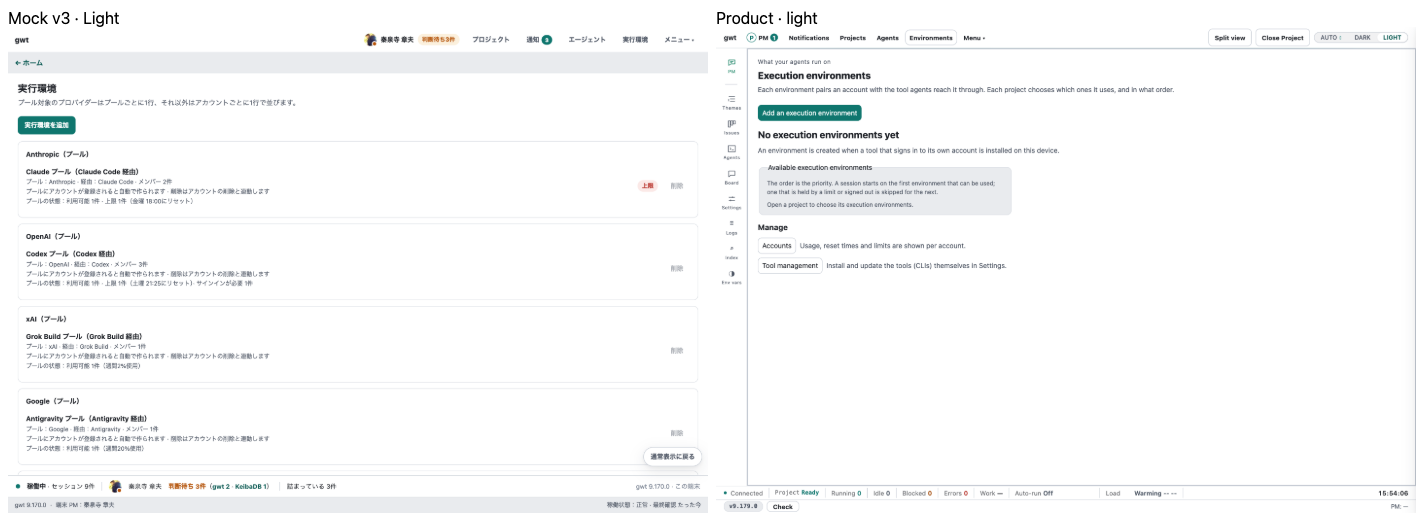 Mock v3 · Light
gwt 秦泉寺 章夫 判断待ち3件 プロジェクト 通知 3 エージェント 実行環境 メニュー
← ホーム
実行環境
プール対象のプロバイダーはプールごとに1行、それ以外はアカウントごとに1行で並びます。
実行環境を追加
Anthropic（プール）
Claude プール（Claude Code 経由）
プール：Anthropic · 経由：Claude Code · メンバー 2件
プールにアカウントが登録されると自動で作られます · 削除はアカウントの削除と連動します
プールの状態：利用可能 1件 · 上限 1件（金曜 18:00にリセット）
上限 削除
OpenAI（プール）
Codex プール（Codex 経由）
プール：OpenAI · 経由：Codex · メンバー 3件
プールにアカウントが登録されると自動で作られます · 削除はアカウントの削除と連動します
プールの状態：利用可能 1件 · 上限 1件（土曜 21:25にリセット）· サインインが必要 1件
削除
xAI（プール）
Grok Build プール（Grok Build 経由）
プール：xAI · 経由：Grok Build · メンバー 1件
プールにアカウントが登録されると自動で作られます · 削除はアカウントの削除と連動します
プールの状態：利用可能 1件（週間2%使用）
削除
Google（プール）
Antigravity プール（Antigravity 経由）
プール：Google · 経由：Antigravity · メンバー 1件
プールにアカウントが登録されると自動で作られます · 削除はアカウントの削除と連動します
プールの状態：利用可能 1件（週間20%使用）
削除
通常表示に戻る
稼働中 · セッション 9件 秦泉寺 章夫 判断待ち 3件（gwt 2 · KeibaDB 1） 詰まっている 3件 gwt 9.170.0 · この端末
gwt 9.170.0 · 端末 PM：秦泉寺 章夫 稼働状態：正常 · 最終確認 たった今
Product · light
gwt P PM 1 Notifications Projects Agents Environments Menu Split view Close Project AUTO DARK LIGHT
PM
Themes
Issues
Agents
Board
Settings
Logs
Index
Env vars
What your agents run on
Execution environments
Each environment pairs an account with the tool agents reach it through. Each project chooses which ones it uses, and in what order.
Add an execution environment
No execution environments yet
An environment is created when a tool that signs in to its own account is installed on this device.
Available execution environments
The order is the priority. A session starts on the first environment that can be used;
one that is held by a limit or signed out is skipped for the next.
Open a project to choose its execution environments.
Manage
Accounts Usage, reset times and limits are shown per account.
Tool management Install and update the tools (CLIs) themselves in Settings.
Connected Project Ready Running 0 Idle 0 Blocked 0 Errors 0 Work — Auto-run Off Load Warming -- -- 15:54:06
v9.179.0 Check PM: --